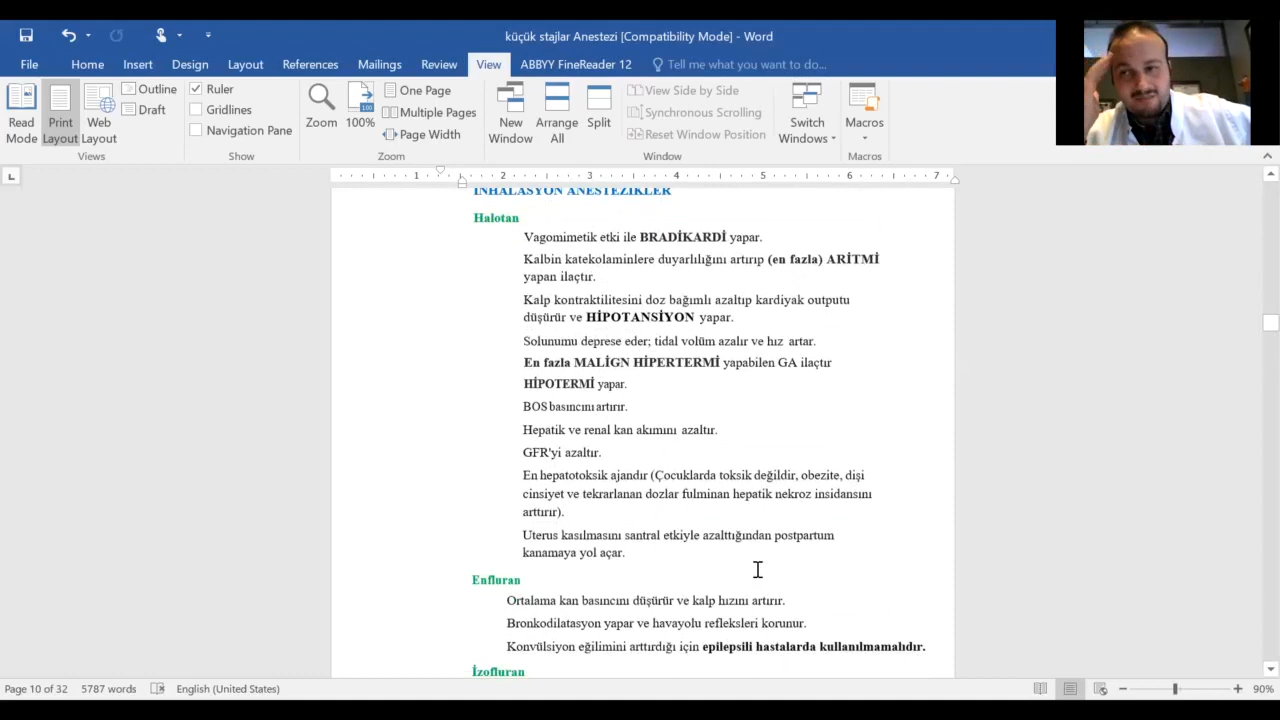 küçük stajlar Anestezi [Compatibility Mode] - Word
File Home Insert Design Layout References Mailings Review View ABBYY FineReader 12 Tell me what you want to do...
Read Mode
Print Layout
Web Layout
Outline
Draft
Views
Ruler
Gridlines
Navigation Pane
Show
Zoom
100%
One Page
Multiple Pages
Page Width
Zoom
New Window
Arrange All
Split
View Side by Side
Synchronous Scrolling
Reset Window Position
Window
Switch Windows
Macros
Macros
1 2 3 4 5 6 7
İNHALASYON ANESTEZİKLER
Halotan
Vagomimetik etki ile BRADİKARDİ yapar.
Kalbin katekolaminlere duyarlılığını artırıp (en fazla) ARİTMİ
yapan ilaçtır.
Kalp kontraktilitesini doz bağımlı azaltıp kardiyak outputu
düşürür ve HİPOTANSİYON yapar.
Solunumu deprese eder; tidal volüm azalır ve hız artar.
En fazla MALİGN HİPERTERMİ yapabilen GA ilaçtır
HİPOTERMİ yapar.
BOS basıncını artırır.
Hepatik ve renal kan akımını azaltır.
GFR'yi azaltır.
En hepatotoksik ajandır (Çocuklarda toksik değildir, obezite, dişi
cinsiyet ve tekrarlanan dozlar fulminan hepatik nekroz insidansını
arttırır).
Uterus kasılmasını santral etkiyle azalttığından postpartum
kanamaya yol açar.
Enfluran
Ortalama kan basıncını düşürür ve kalp hızını artırır.
Bronkodilatasyon yapar ve havayolu refleksleri korunur.
Konvülsiyon eğilimini arttırdığı için epilepsili hastalarda kullanılmamalıdır.
İzofluran
Page 10 of 32 5787 words English (United States) 90%